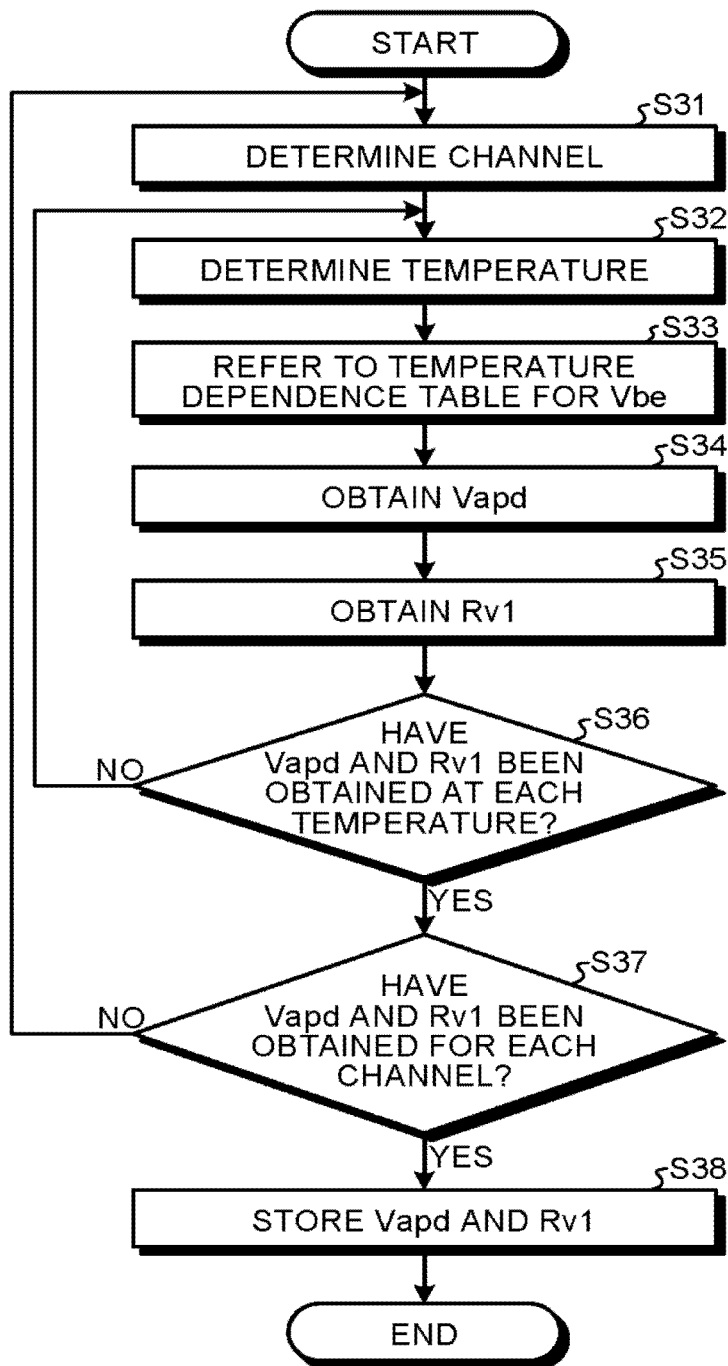 START
S31
DETERMINE CHANNEL
S32
DETERMINE TEMPERATURE
S33
REFER TO TEMPERATURE
DEPENDENCE TABLE FOR Vbe
S34
OBTAIN Vapd
S35
OBTAIN Rv1
S36
HAVE
Vapd AND Rv1 BEEN
OBTAINED AT EACH
TEMPERATURE?
NO
YES
S37
HAVE
Vapd AND Rv1 BEEN
OBTAINED FOR EACH
CHANNEL?
NO
YES
S38
STORE Vapd AND Rv1
END